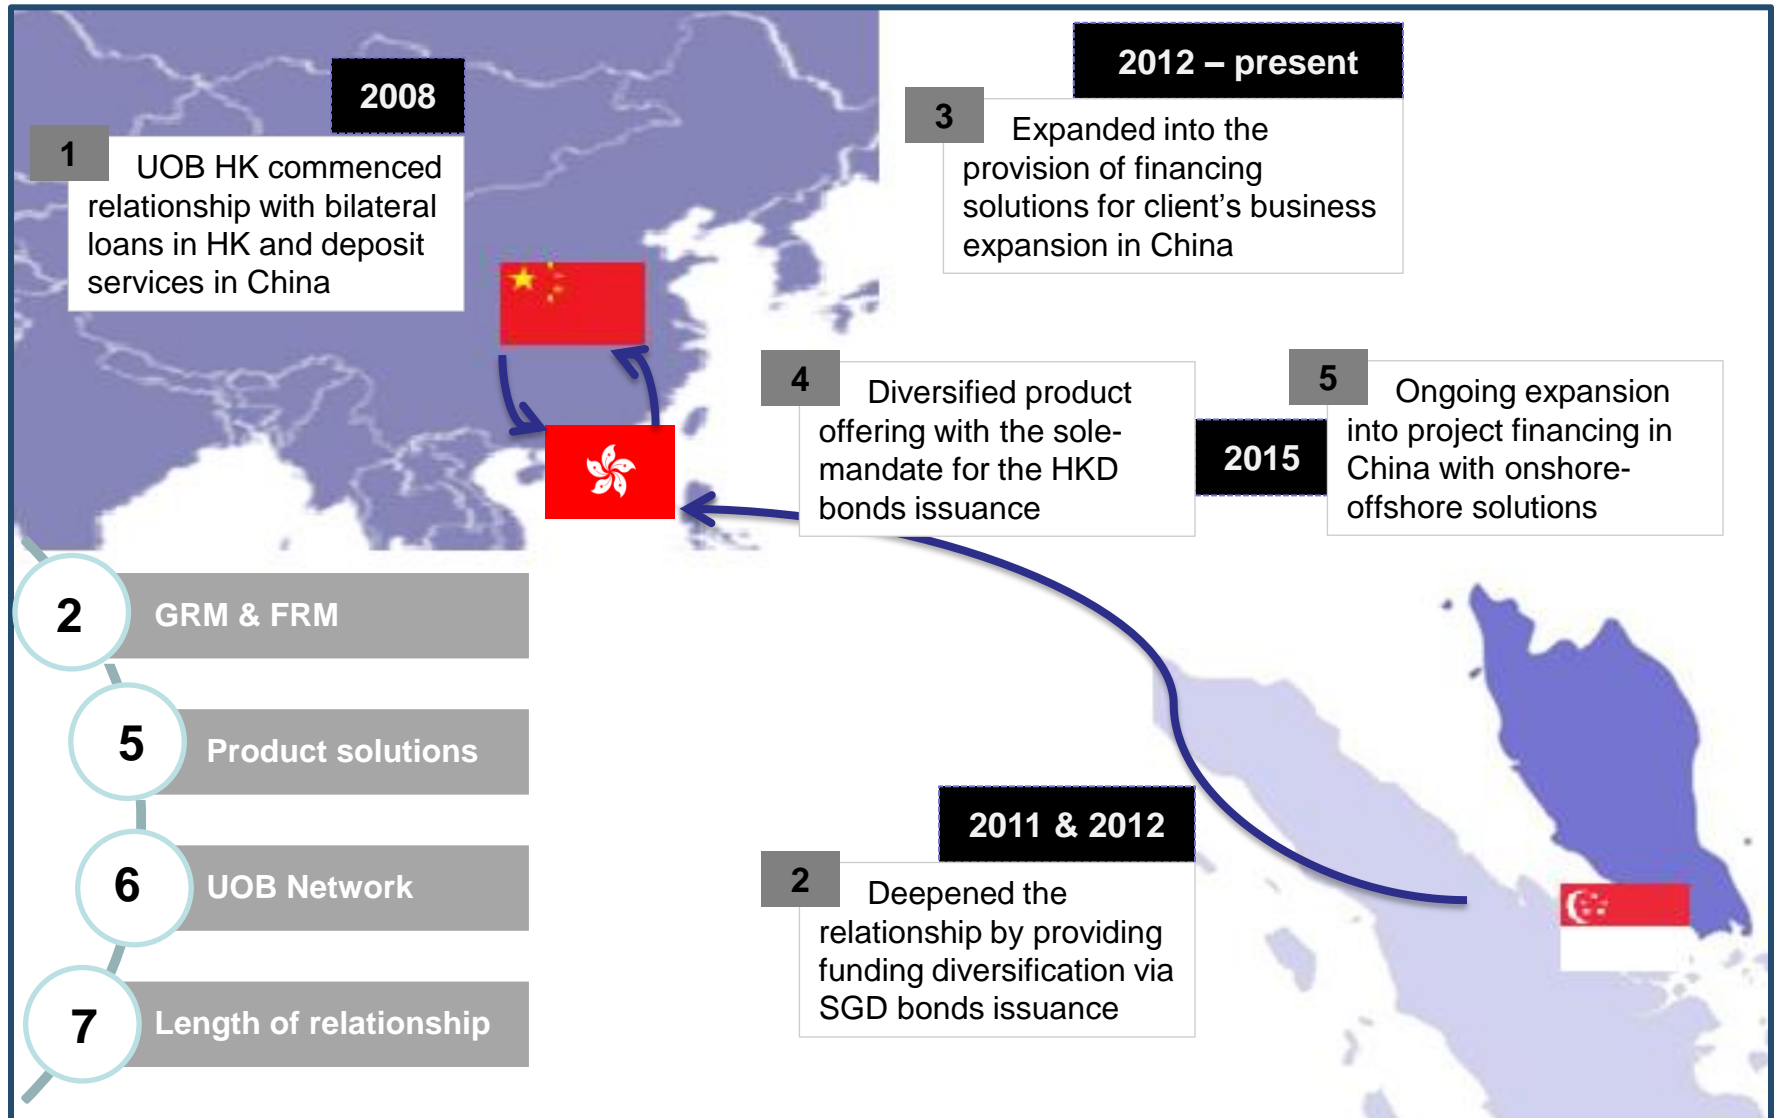 2008
1
UOB HK commenced
relationship with bilateral
loans in HK and deposit
services in China
2012 – present
3
Expanded into the
provision of financing
solutions for client’s business
expansion in China
4
Diversified product
offering with the sole-
mandate for the HKD
bonds issuance
2015
5
Ongoing expansion
into project financing in
China with onshore-
offshore solutions
2011 & 2012
2
Deepened the
relationship by providing
funding diversification via
SGD bonds issuance
2
GRM & FRM
5
Product solutions
6
UOB Network
7
Length of relationship